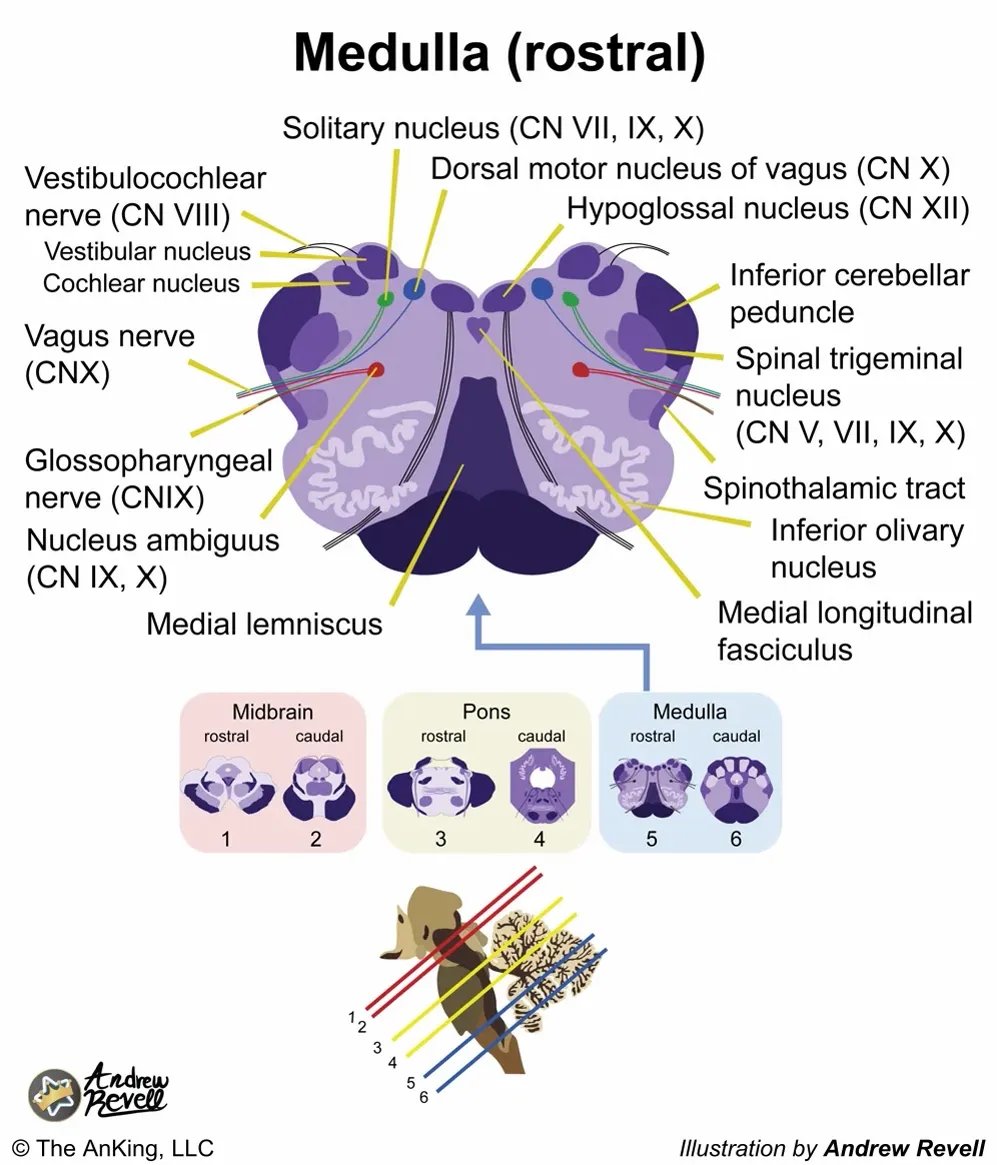 Medulla (rostral)
Solitary nucleus (CN VII, IX, X)
Dorsal motor nucleus of vagus (CN X)
Hypoglossal nucleus (CN XII)
Vestibulocochlear
nerve (CN VIII)
Vestibular nucleus
Cochlear nucleus
Vagus nerve
(CNX)
Glossopharyngeal
nerve (CNIX)
Nucleus ambiguus
(CN IX, X)
Medial lemniscus
Inferior cerebellar
peduncle
Spinal trigeminal
nucleus
(CN V, VII, IX, X)
Spinothalamic tract
Inferior olivary
nucleus
Medial longitudinal
fasciculus
Midbrain
rostral caudal
1 2
Pons
rostral caudal
3 4
Medulla
rostral caudal
5 6
1
2
3
4
5
6
Andrew
Revell
© The AnKing, LLC
Illustration by Andrew Revell